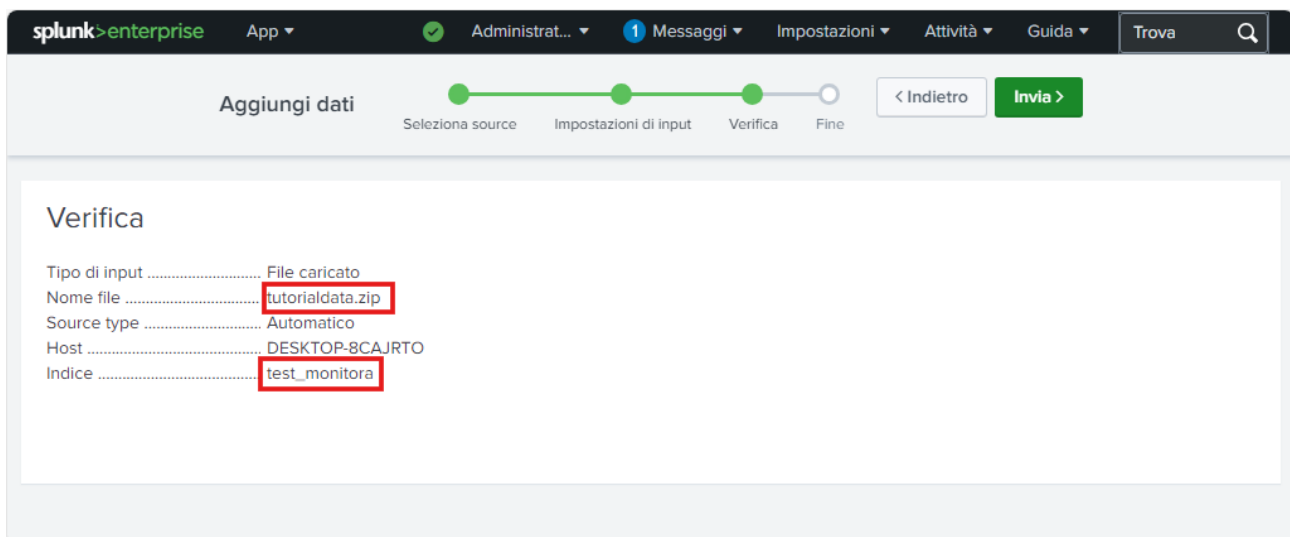 splunk>enterprise App Administrat... 1 Messaggi Impostazioni Attività Guida Trova
Aggiungi dati
Seleziona source Impostazioni di input Verifica Fine
< Indietro Invia >
Verifica
Tipo di input ............................ File caricato
Nome file ................................. tutorialdata.zip
Source type ............................. Automatico
Host ........................................... DESKTOP-8CAJRTO
Indice ........................................ test_monitora